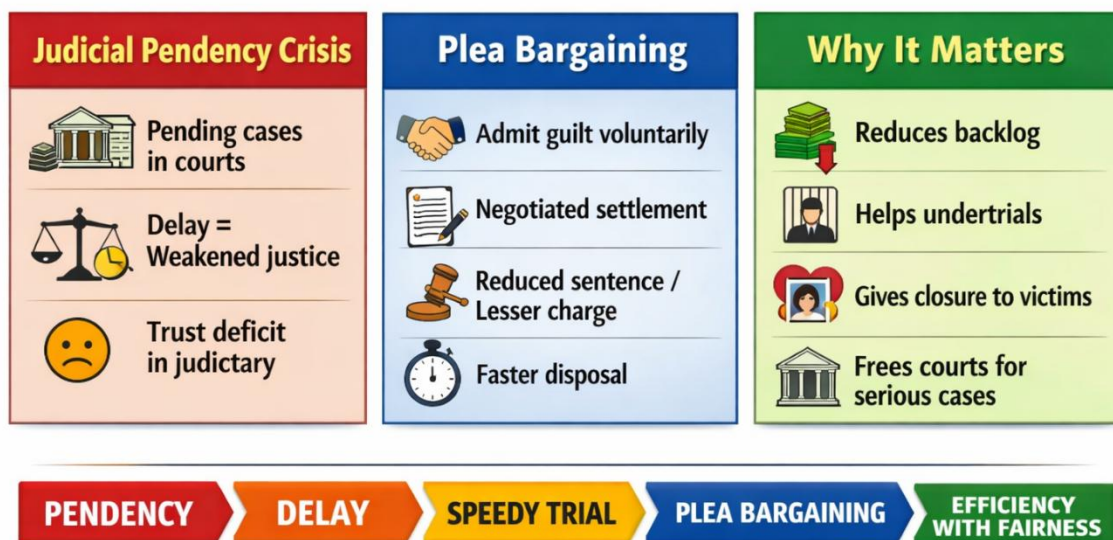 Judicial Pendency Crisis
Pending cases
in courts
Delay =
Weakened justice
Trust deficit
in judictary
Plea Bargaining
Admit guilt voluntarily
Negotiated settlement
Reduced sentence /
Lesser charge
Faster disposal
Why It Matters
Reduces backlog
Helps undertrials
Gives closure to victims
Frees courts for
serious cases
PENDENCY
DELAY
SPEEDY TRIAL
PLEA BARGAINING
EFFICIENCY
WITH FAIRNESS